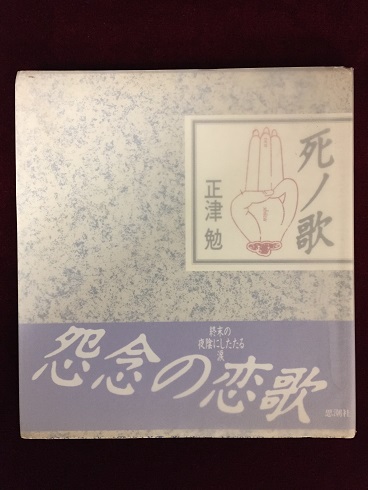 死ノ歌
正津勉
終末の
夜陰にしたたる
涙
怨念の恋歌
思潮社